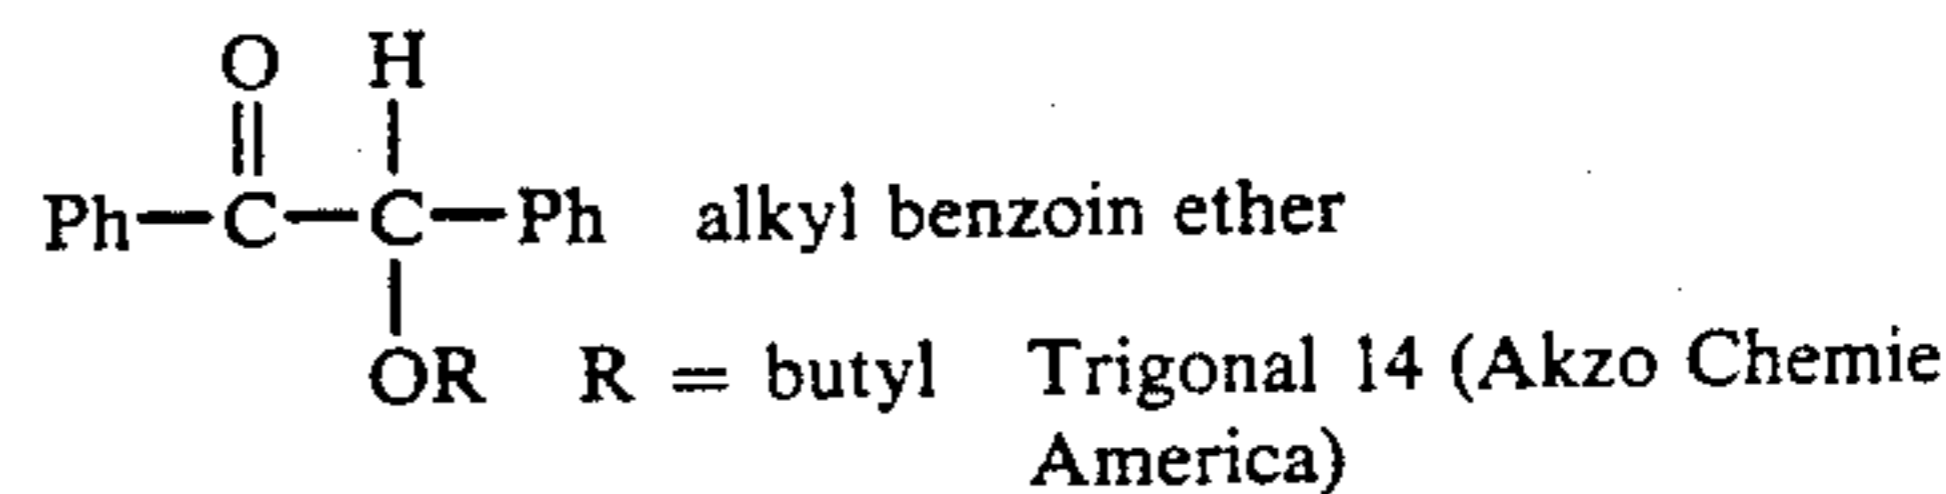 O H
Ph—C—C—Ph alkyl benzoin ether
OR R = butyl Trigonal 14 (Akzo Chemie
America)